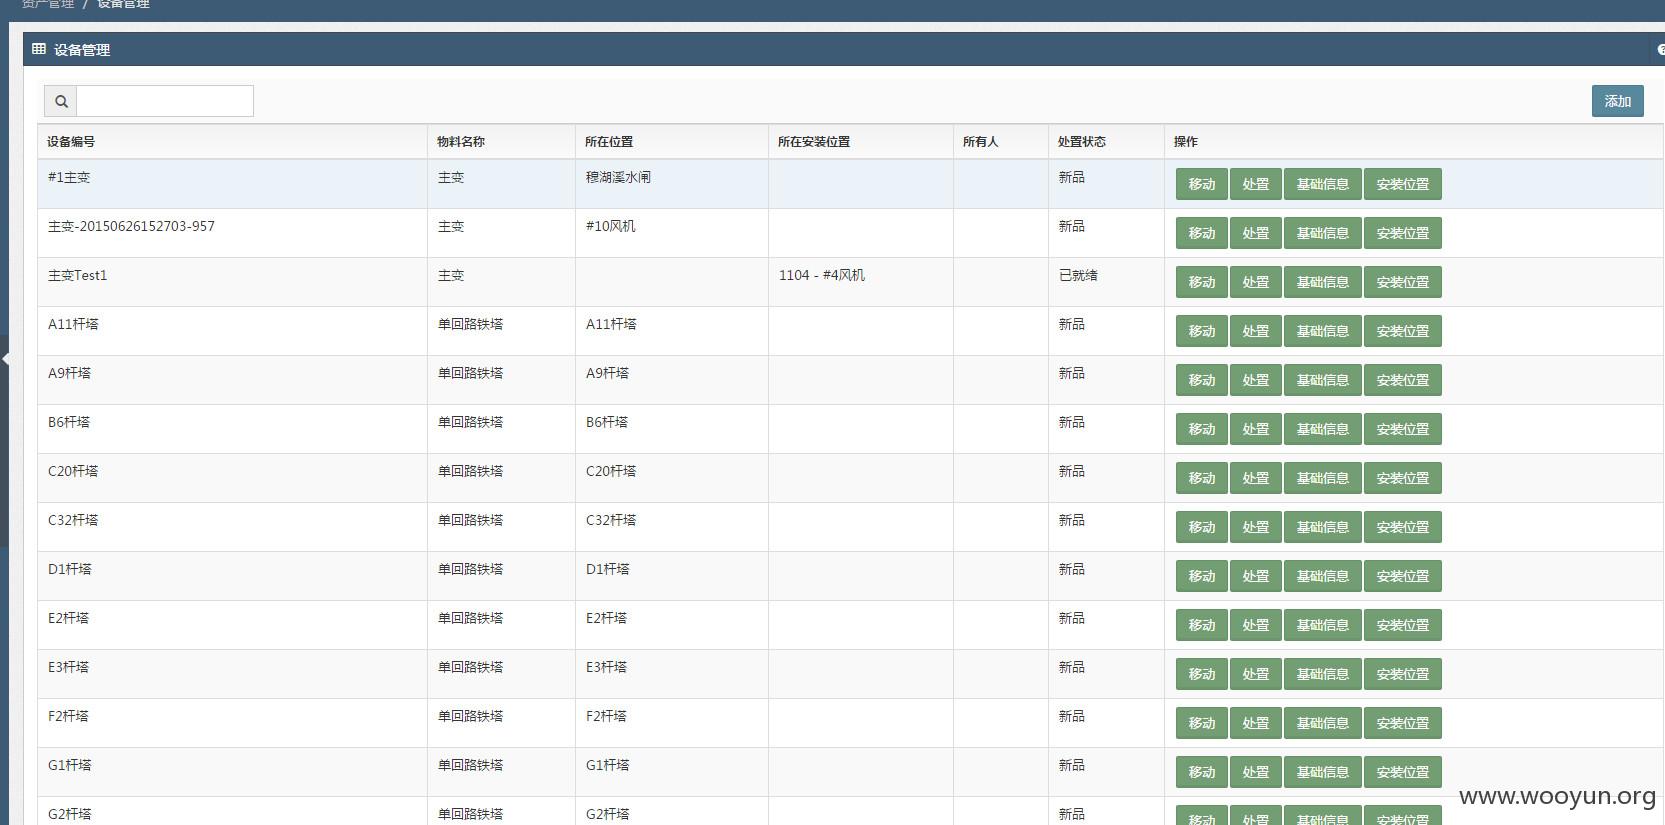 资产管理 / 设备管理
设备管理
添加
设备编号 物料名称 所在位置 所在安装位置 所有人 处置状态 操作
#1主变 主变 穆湖溪水闸 新品 移动 处置 基础信息 安装位置
主变-20150626152703-957 主变 #10风机 新品 移动 处置 基础信息 安装位置
主变Test1 主变 1104 - #4风机 已就绪 移动 处置 基础信息 安装位置
A11杆塔 单回路铁塔 A11杆塔 新品 移动 处置 基础信息 安装位置
A9杆塔 单回路铁塔 A9杆塔 新品 移动 处置 基础信息 安装位置
B6杆塔 单回路铁塔 B6杆塔 新品 移动 处置 基础信息 安装位置
C20杆塔 单回路铁塔 C20杆塔 新品 移动 处置 基础信息 安装位置
C32杆塔 单回路铁塔 C32杆塔 新品 移动 处置 基础信息 安装位置
D1杆塔 单回路铁塔 D1杆塔 新品 移动 处置 基础信息 安装位置
E2杆塔 单回路铁塔 E2杆塔 新品 移动 处置 基础信息 安装位置
E3杆塔 单回路铁塔 E3杆塔 新品 移动 处置 基础信息 安装位置
F2杆塔 单回路铁塔 F2杆塔 新品 移动 处置 基础信息 安装位置
G1杆塔 单回路铁塔 G1杆塔 新品 移动 处置 基础信息 安装位置
www.wooyun.org
G2杆塔 单回路铁塔 G2杆塔 新品 移动 处置 基础信息 安装位置